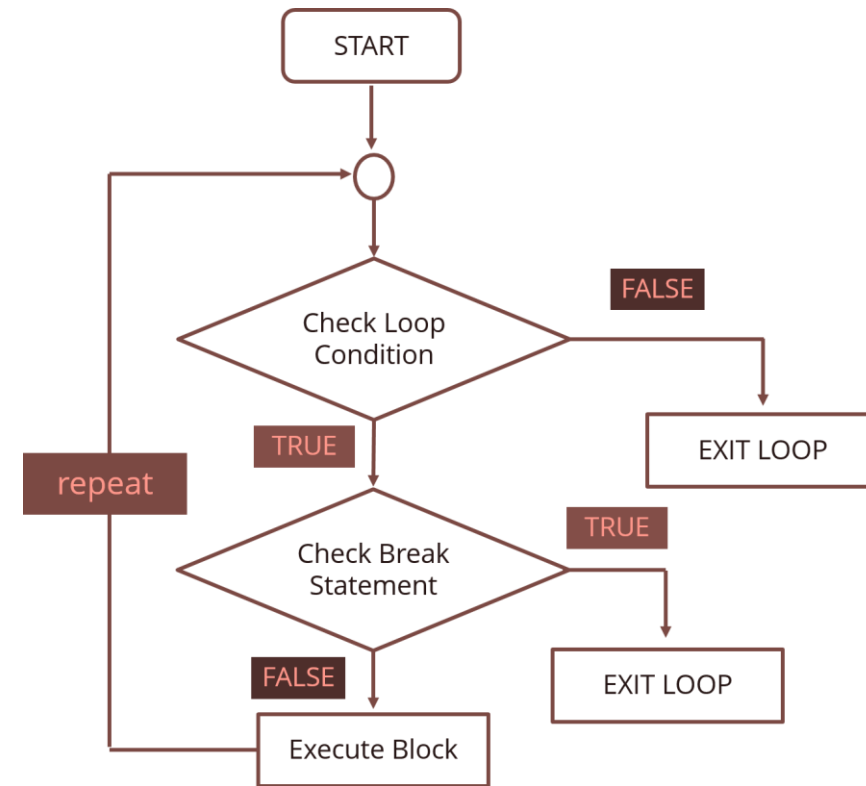 START
Check Loop
Condition
FALSE
EXIT LOOP
TRUE
repeat
Check Break
Statement
TRUE
EXIT LOOP
FALSE
Execute Block